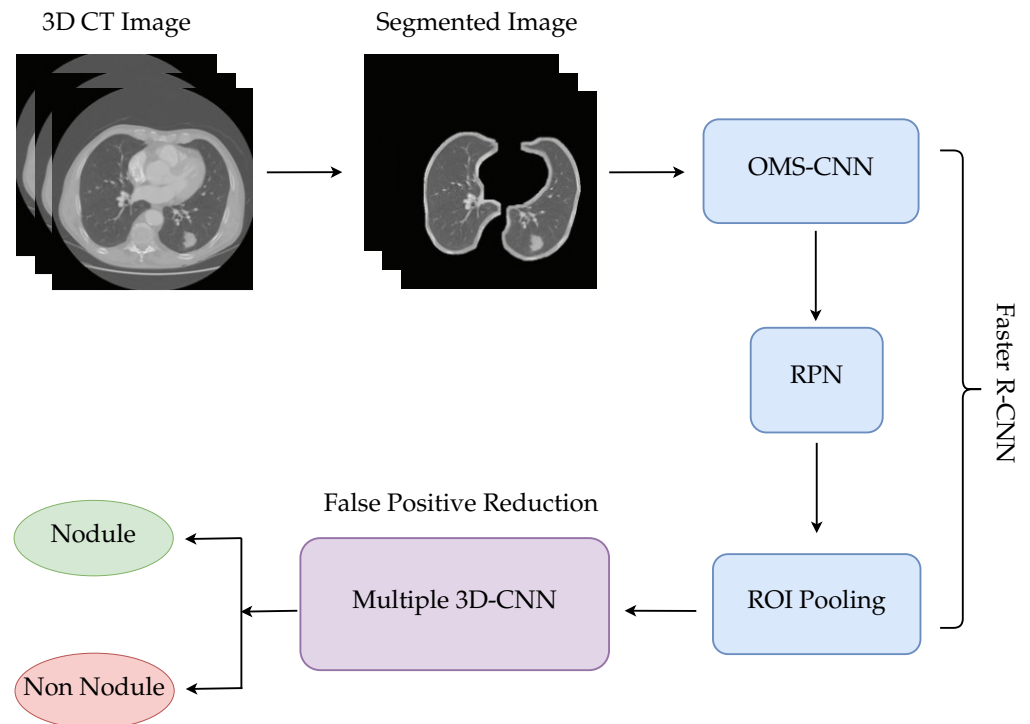 3D CT Image
Segmented Image
OMS-CNN
RPN
Faster R-CNN
ROI Pooling
False Positive Reduction
Multiple 3D-CNN
Nodule
Non Nodule